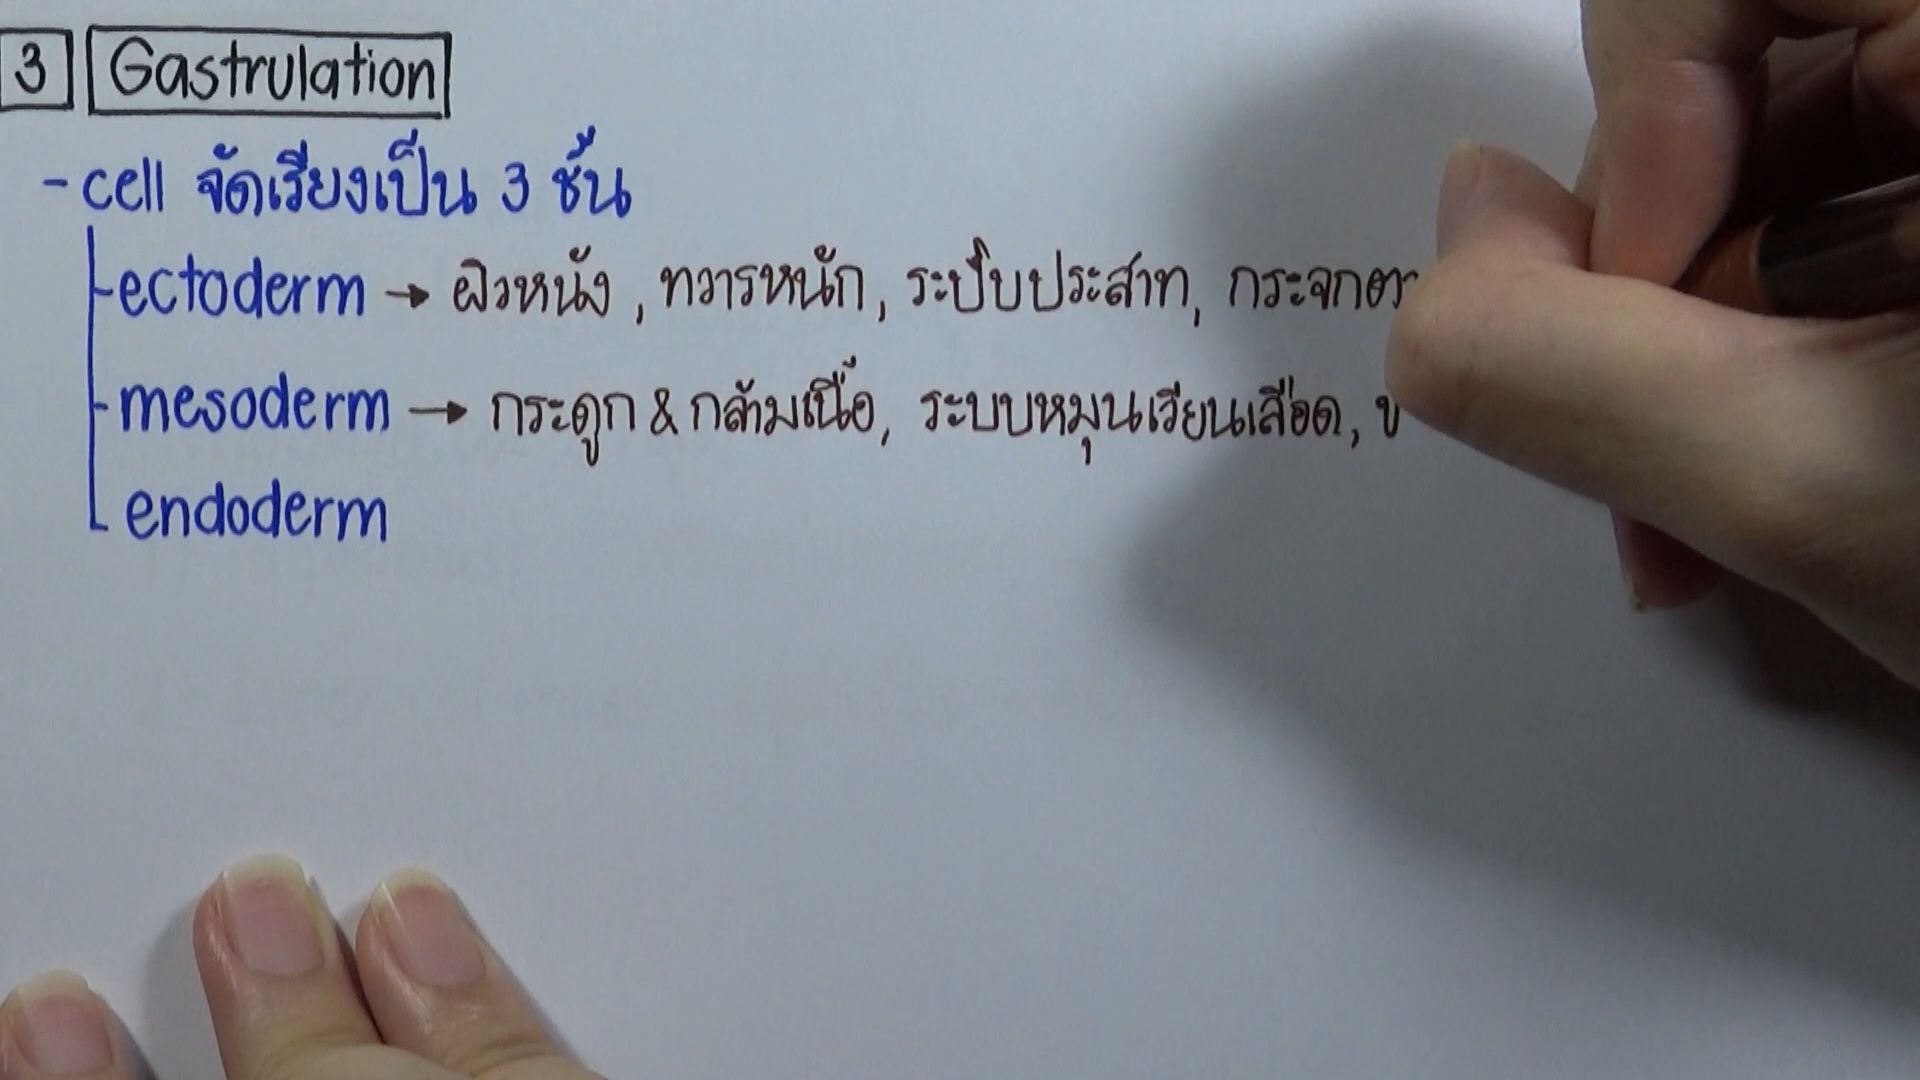 3 Gastrulation
- cell จัดเรียงเป็น 3 ชั้น
ectoderm → ผิวหนัง, ทวารหนัก, ระบบประสาท, กระจกตา
mesoderm → กระดูก & กล้ามเนื้อ, ระบบหมุนเวียนเลือด,
endoderm